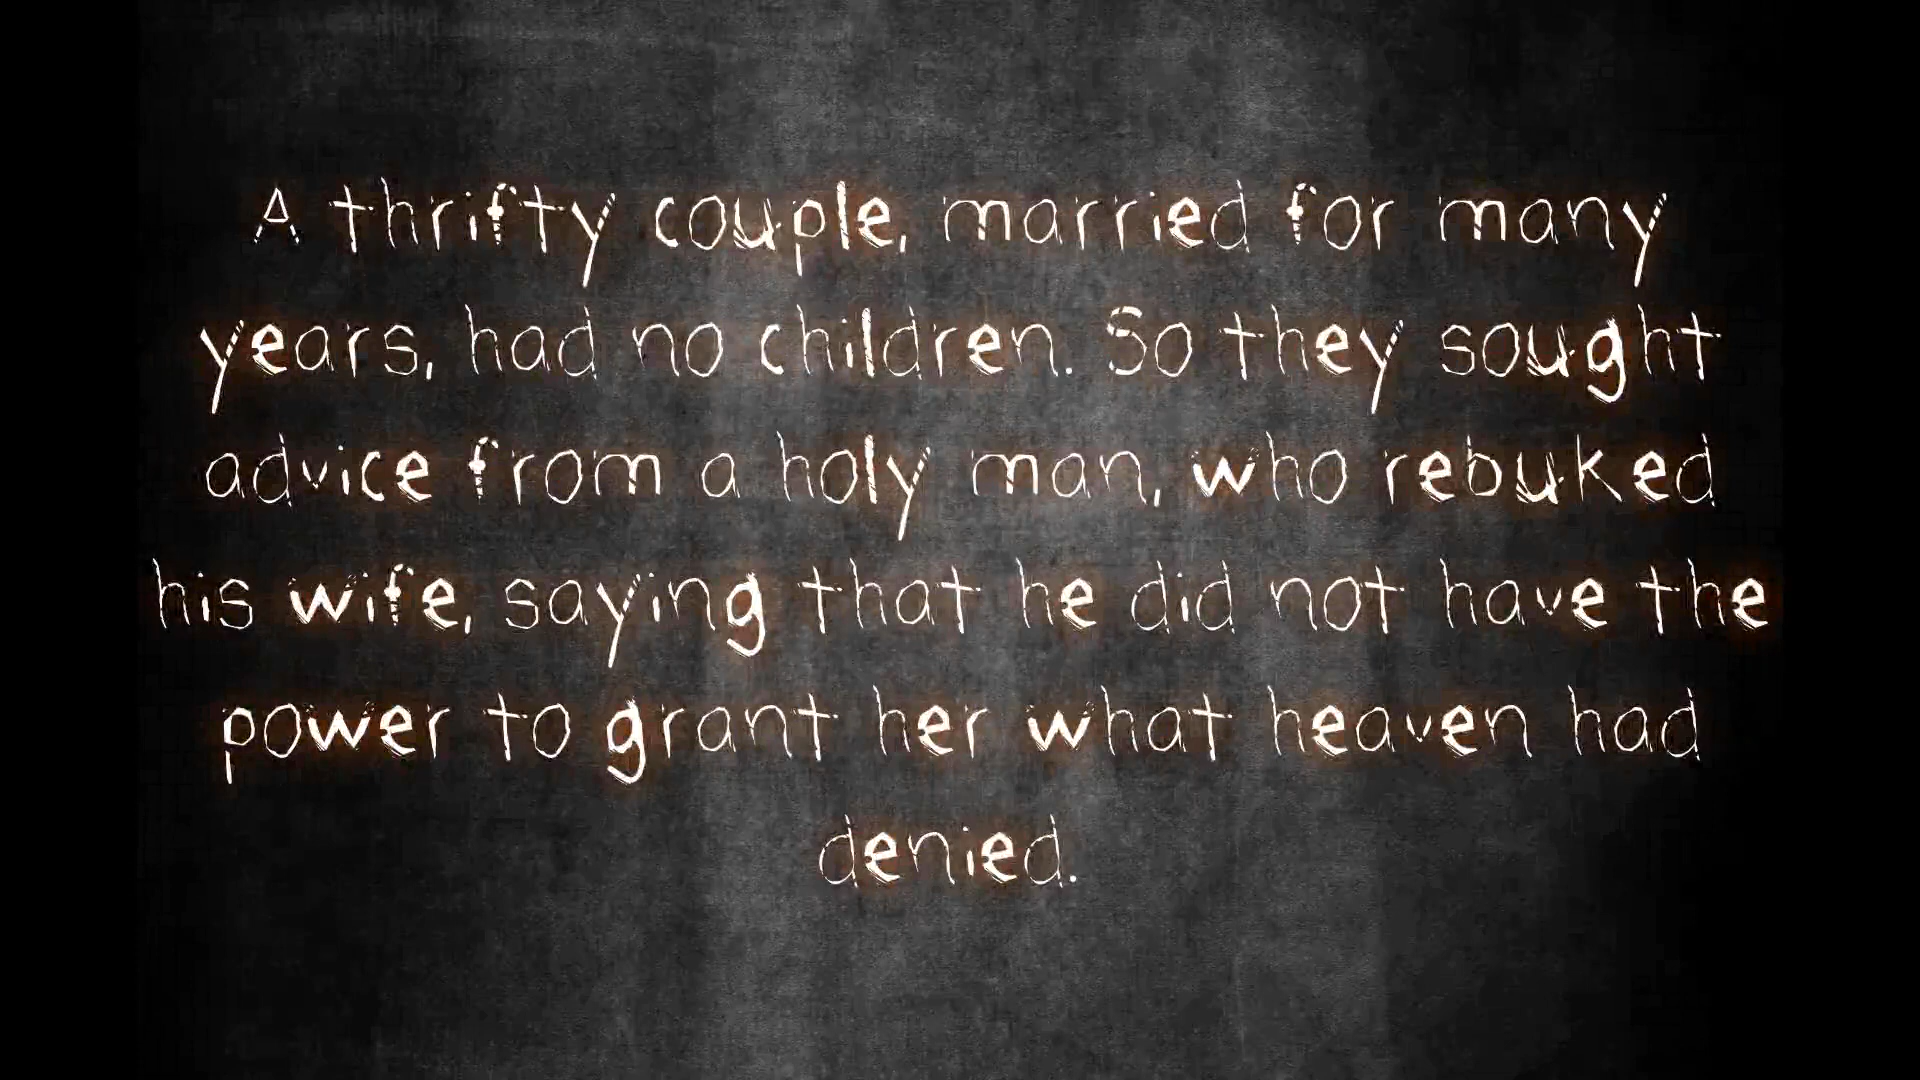 A thrifty couple, married for many
years, had no children. So they sought
advice from a holy man, who rebuked
his wife, saying that he did not have the
power to grant her what heaven had
denied.